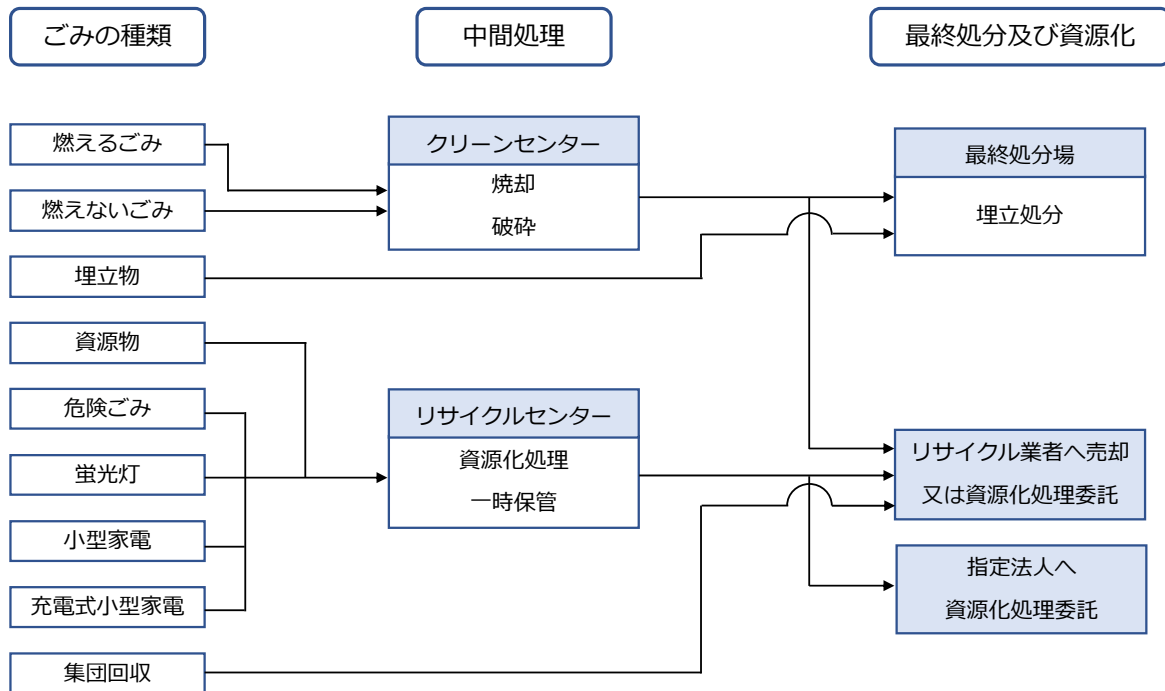 ごみの種類
中間処理
最終処分及び資源化
燃えるごみ
燃えないごみ
埋立物
資源物
危険ごみ
蛍光灯
小型家電
充電式小型家電
集団回収
クリーンセンター
焼却
破砕
リサイクルセンター
資源化処理
一時保管
最終処分場
埋立処分
リサイクル業者へ売却
又は資源化処理委託
指定法人へ
資源化処理委託